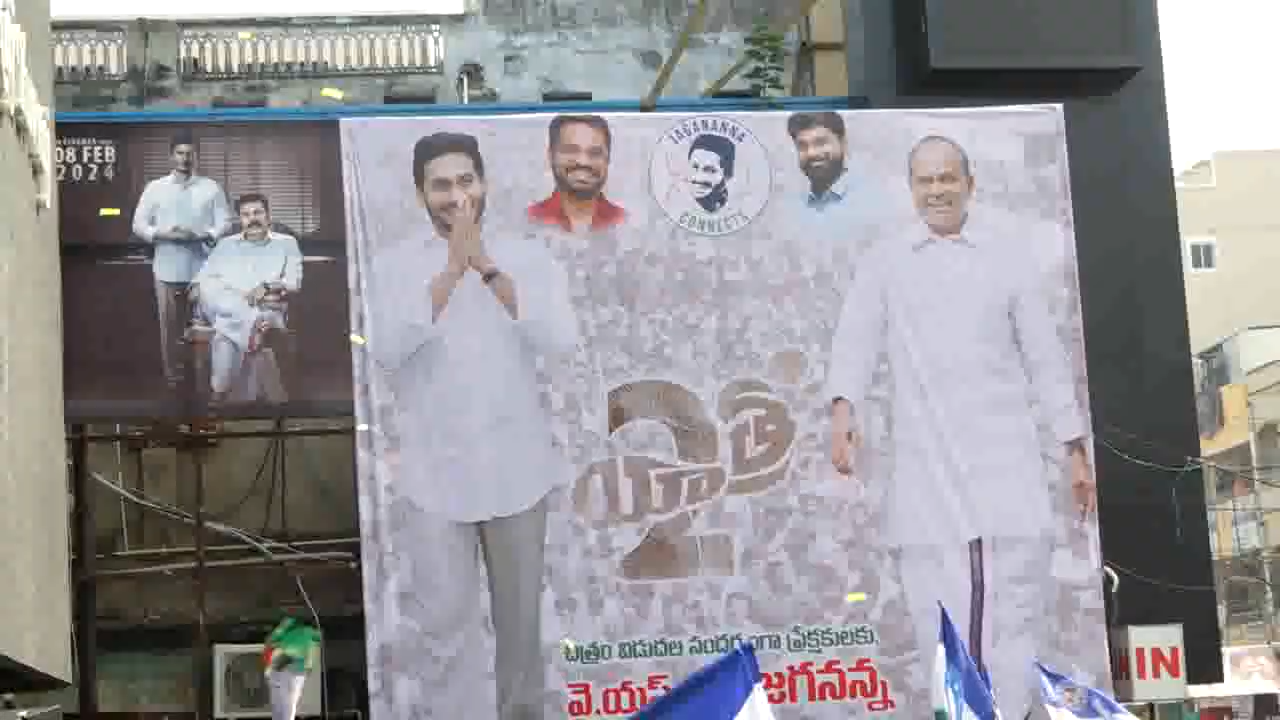 08 FEB
2024
JAGANANNA
CONNECTS
యాత్ర
2
చిత్రం విడుదల సందర్భంగా ప్రేక్షకులకు,
వై.యస్ జగనన్న
IN